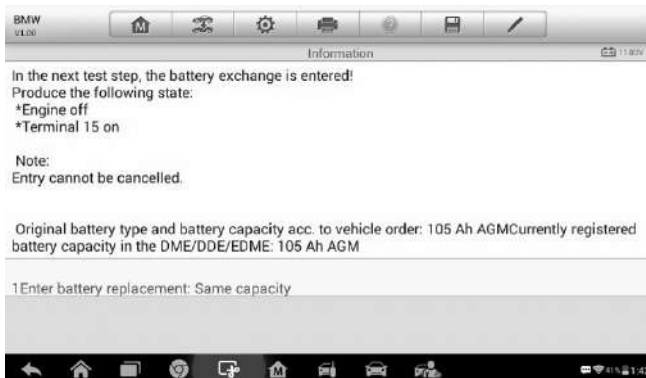 BMW
V1.00
Information
In the next test step, the battery exchange is entered!
Produce the following state:
*Engine off
*Terminal 15 on
Note:
Entry cannot be cancelled.
Original battery type and battery capacity acc. to vehicle order: 105 Ah AGMCurrently registered
battery capacity in the DME/DDE/EDME: 105 Ah AGM
1Enter battery replacement: Same capacity
41%